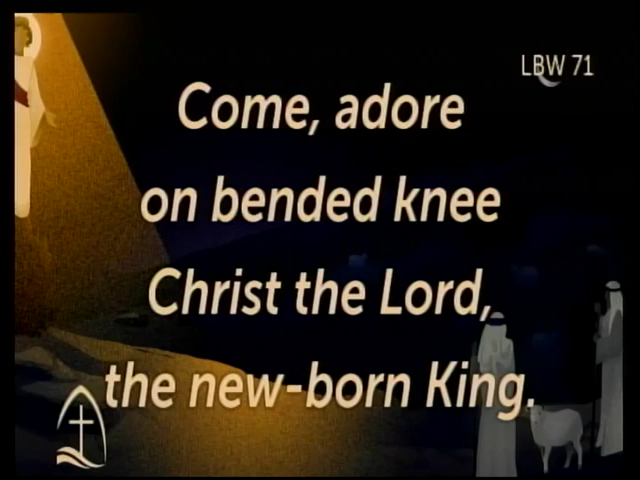 LBW 71
Come, adore
on bended knee
Christ the Lord,
the new-born King.